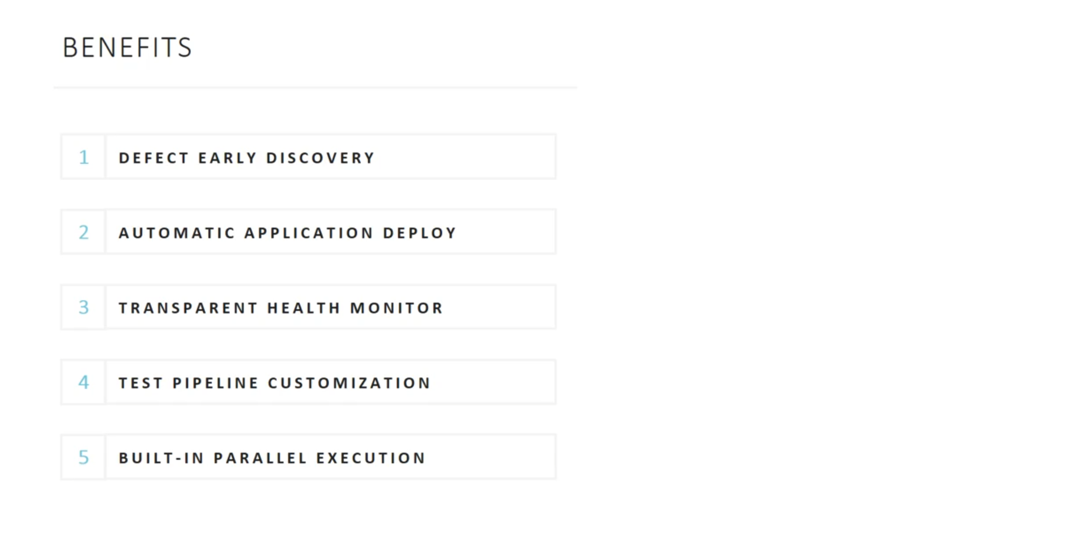 BENEFITS
1 DEFECT EARLY DISCOVERY
2 AUTOMATIC APPLICATION DEPLOY
3 TRANSPARENT HEALTH MONITOR
4 TEST PIPELINE CUSTOMIZATION
5 BUILT-IN PARALLEL EXECUTION